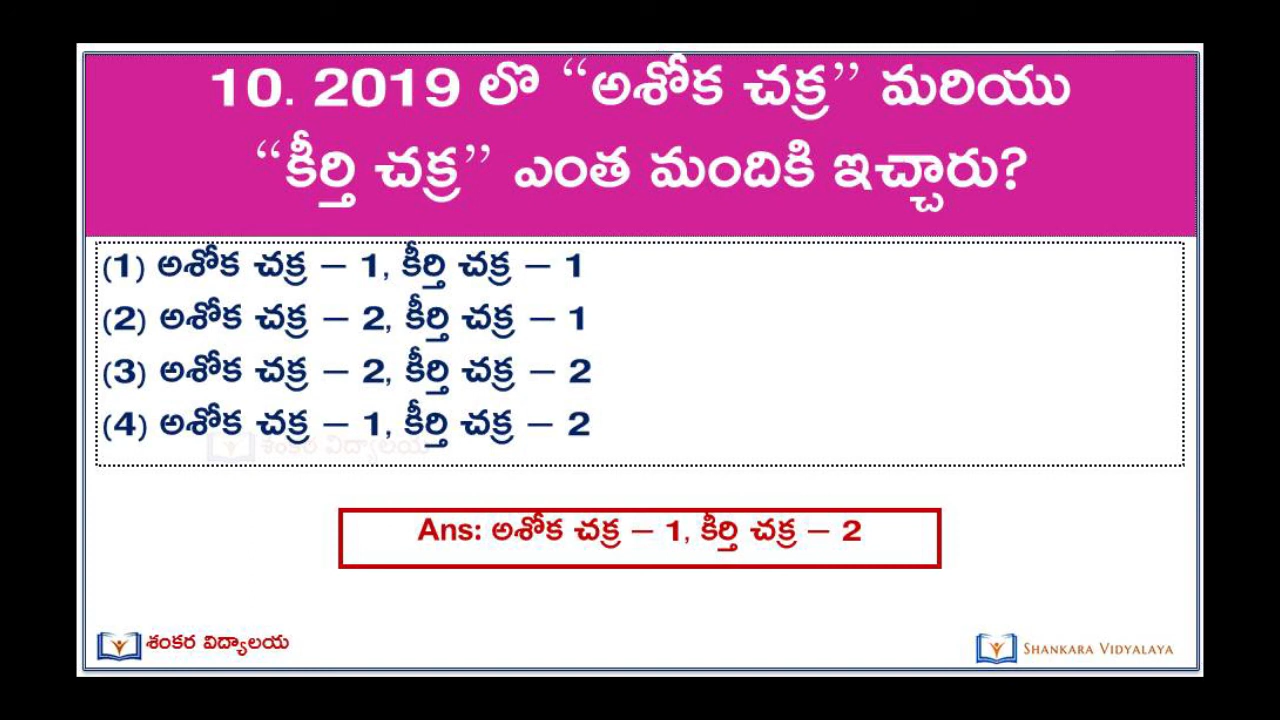 10. 2019 లొ “అశోక చక్ర” మరియు
“కీర్తి చక్ర” ఎంత మందికి ఇచ్చారు?
(1) అశోక చక్ర – 1, కీర్తి చక్ర – 1
(2) అశోక చక్ర – 2, కీర్తి చక్ర – 1
(3) అశోక చక్ర – 2, కీర్తి చక్ర – 2
(4) అశోక చక్ర – 1, కీర్తి చక్ర – 2
శంకర విద్యాలయ
Ans: అశోక చక్ర – 1, కీర్తి చక్ర – 2
శంకర విద్యాలయ
SHANKARA VIDYALAYA